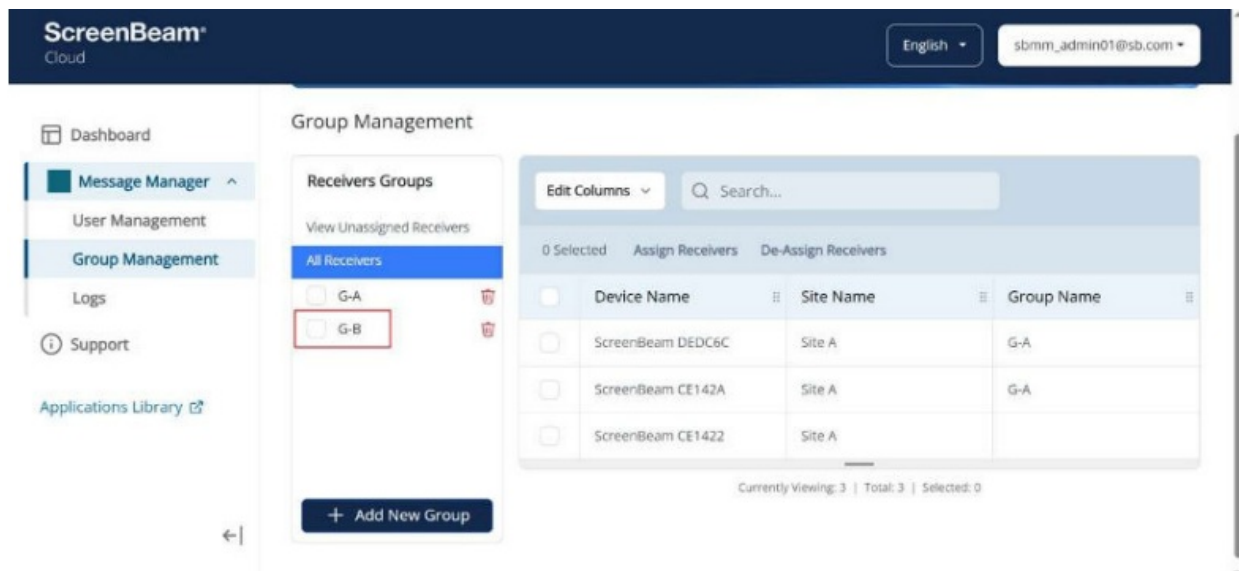 ScreenBeam®
Cloud
English
sbmm_admin01@sb.com
Dashboard
Message Manager
User Management
Group Management
Logs
Support
Applications Library
Group Management
Receivers Groups
View Unassigned Receivers
All Receivers
G-A
G-B
+ Add New Group
Edit Columns
Search...
0 Selected Assign Receivers De-Assign Receivers
Device Name Site Name Group Name
ScreenBeam DEDC6C Site A G-A
ScreenBeam CE142A Site A G-A
ScreenBeam CE1422 Site A
Currently Viewing: 3 | Total: 3 | Selected: 0